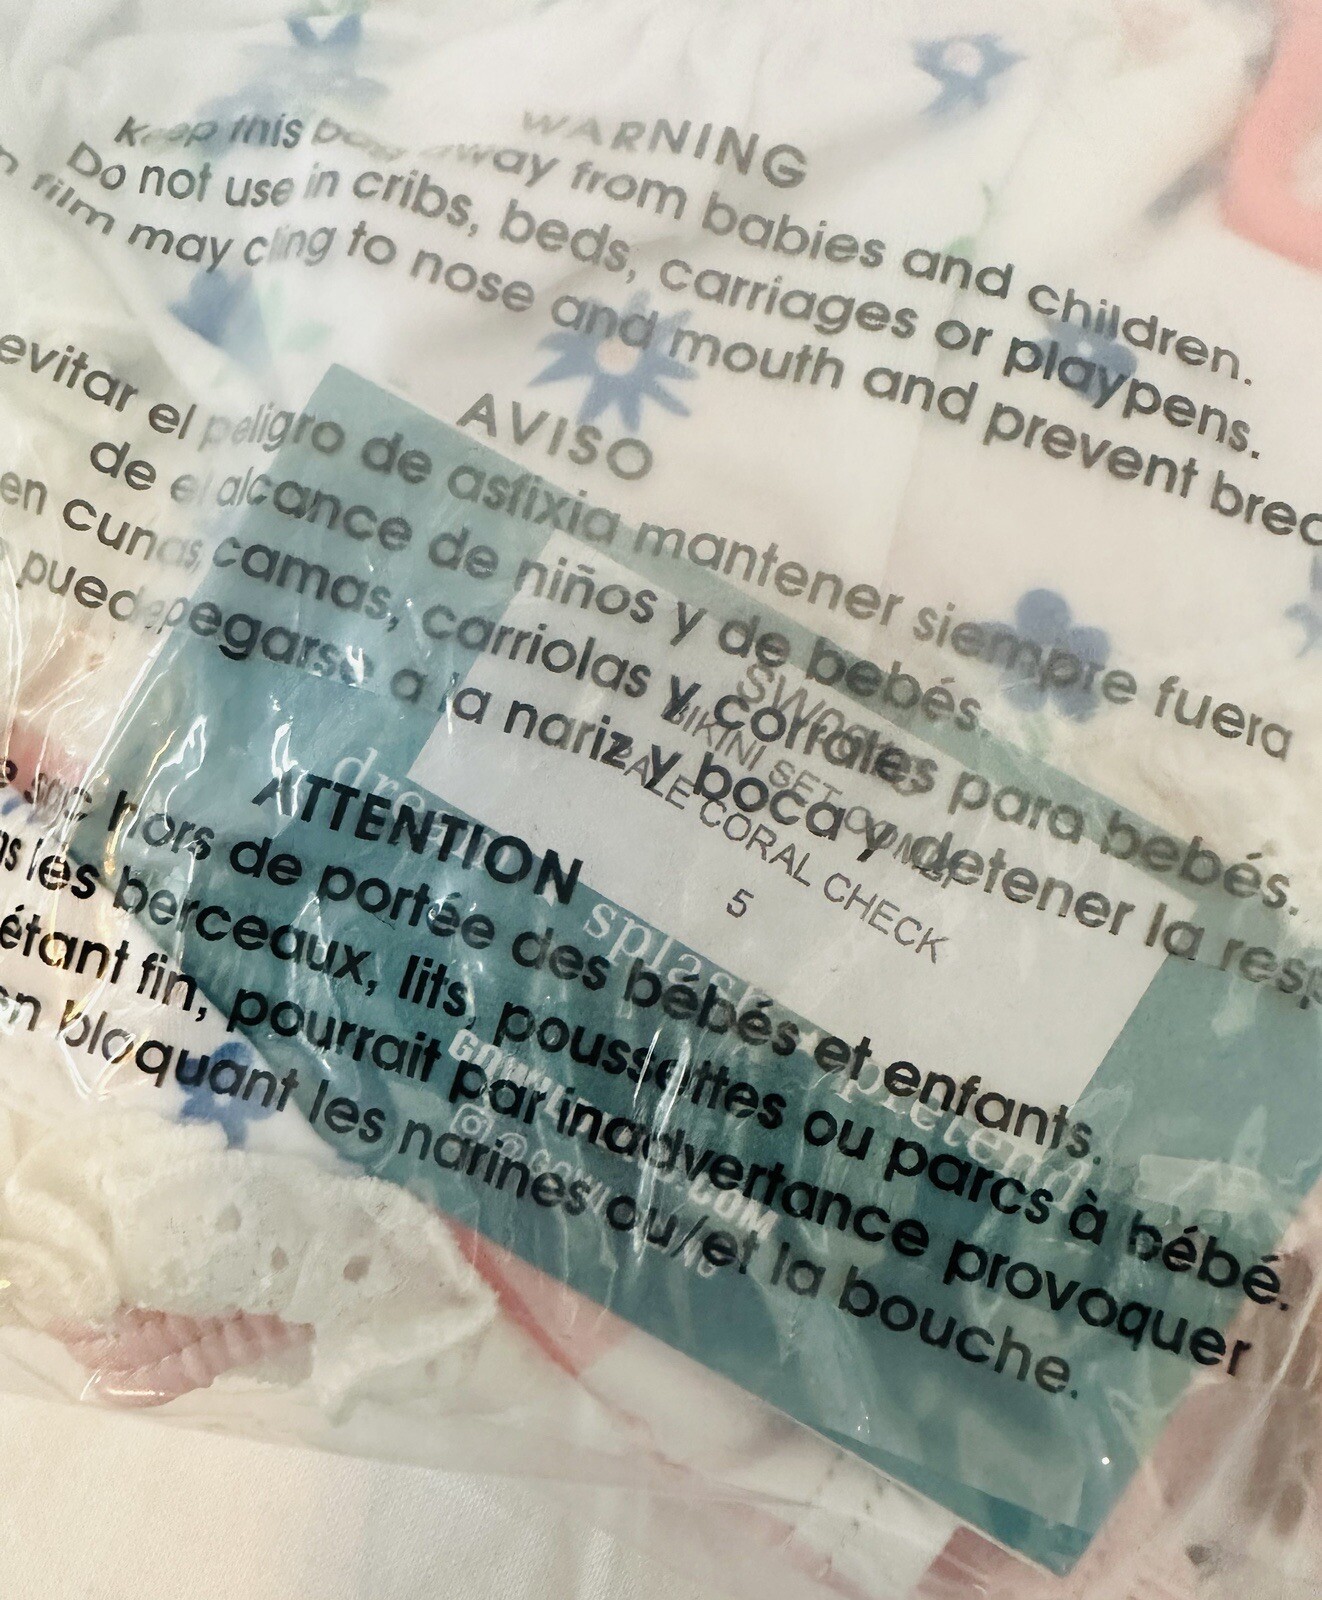 WARNING
Keep this bag away from babies and children.
Do not use in cribs, beds, carriages or playpens.
film may cling to nose and mouth and prevent
AVISO
evitar el peligro de asfixia mantener siempre fuera
de el alcance de niños y de bebés.
en cunas, camas, carriolas y corrales para bebés.
puede pegarse a la nariz y boca y detener la
BIKINI SET
PALE CORAL CHECK
5
ATTENTION
hors de portée des bébés et enfants.
les berceaux, lits, poussettes ou parcs à bébé.
étant fin, pourrait par inadvertance provoquer
en bloquant les narines ou/et la bouche.
splash
pretend